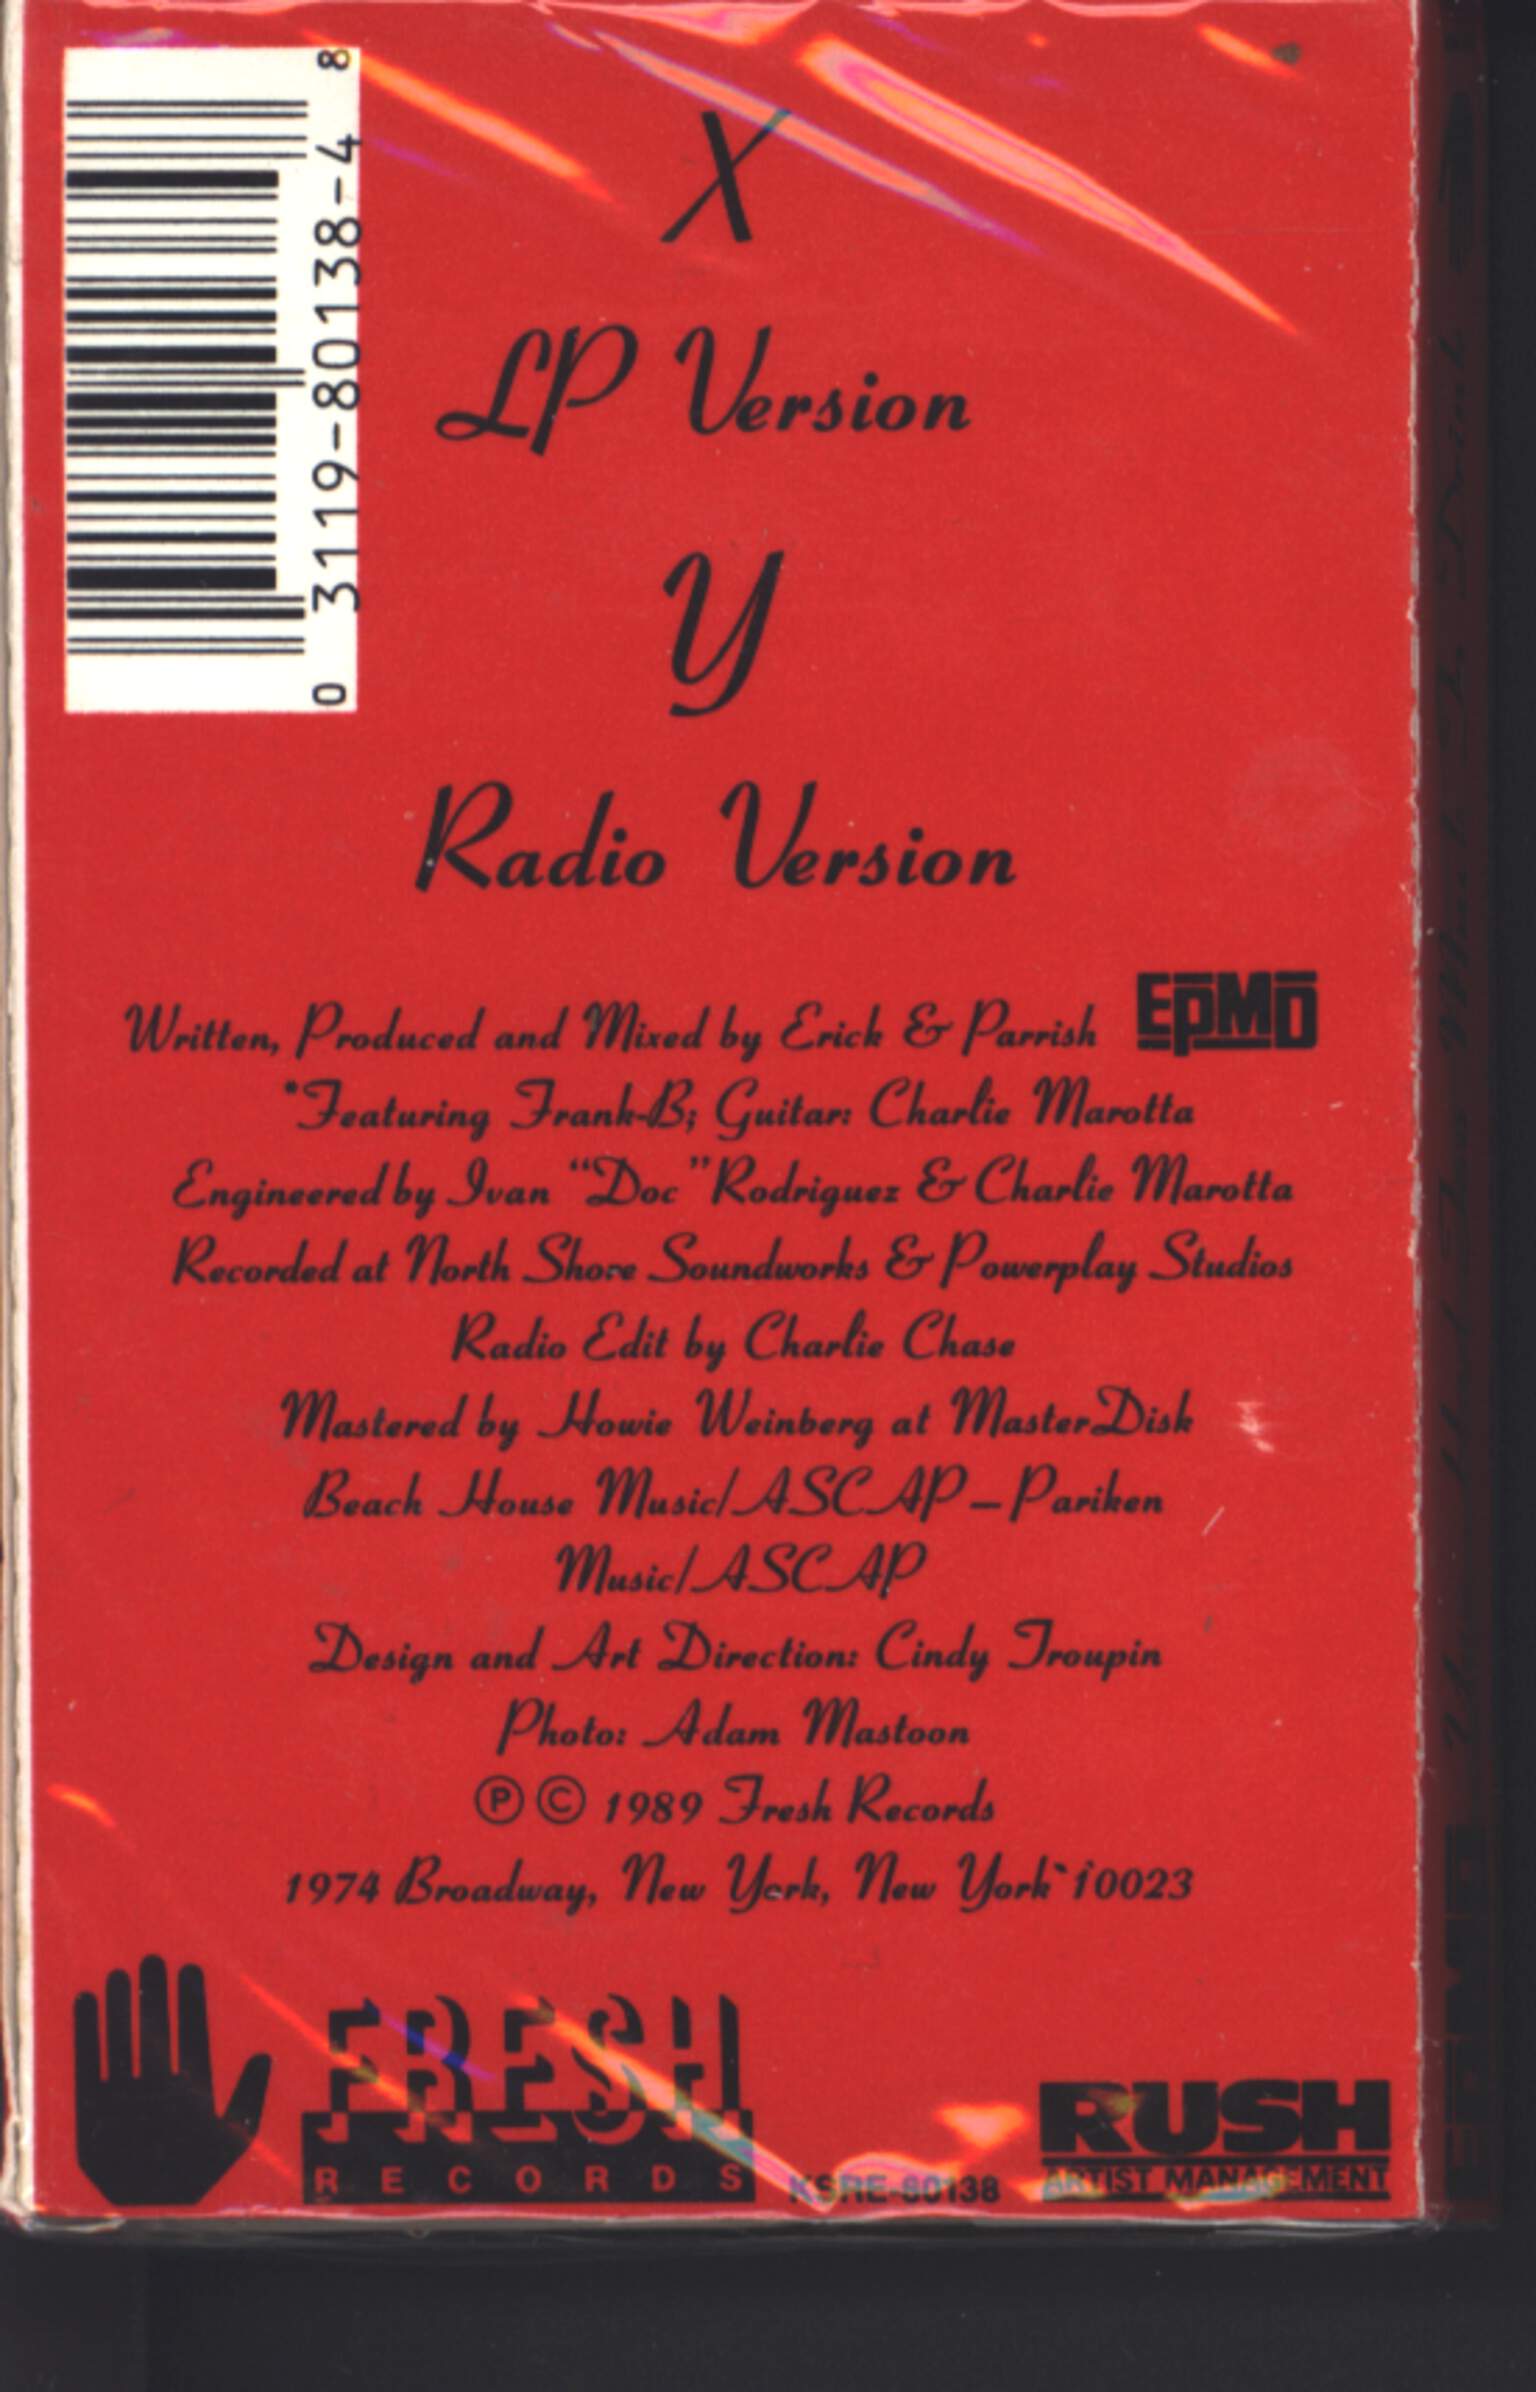 0 3119-80138-4 8
X
LP Version
Y
Radio Version
Written, Produced and Mixed by Erick & Parrish EPMD
*Featuring Frank-B; Guitar: Charlie Marotta
Engineered by Ivan “Doc” Rodriguez & Charlie Marotta
Recorded at North Shore Soundworks & Powerplay Studios
Radio Edit by Charlie Chase
Mastered by Howie Weinberg at MasterDisk
Beach House Music/ASCAP – Pariken
Music/ASCAP
Design and Art Direction: Cindy Troupin
Photo: Adam Mastoon
Ⓟ © 1989 Fresh Records
1974 Broadway, New York, New York 10023
FRESH
RECORDS
KSRE-80138
RUSH
ARTIST MANAGEMENT